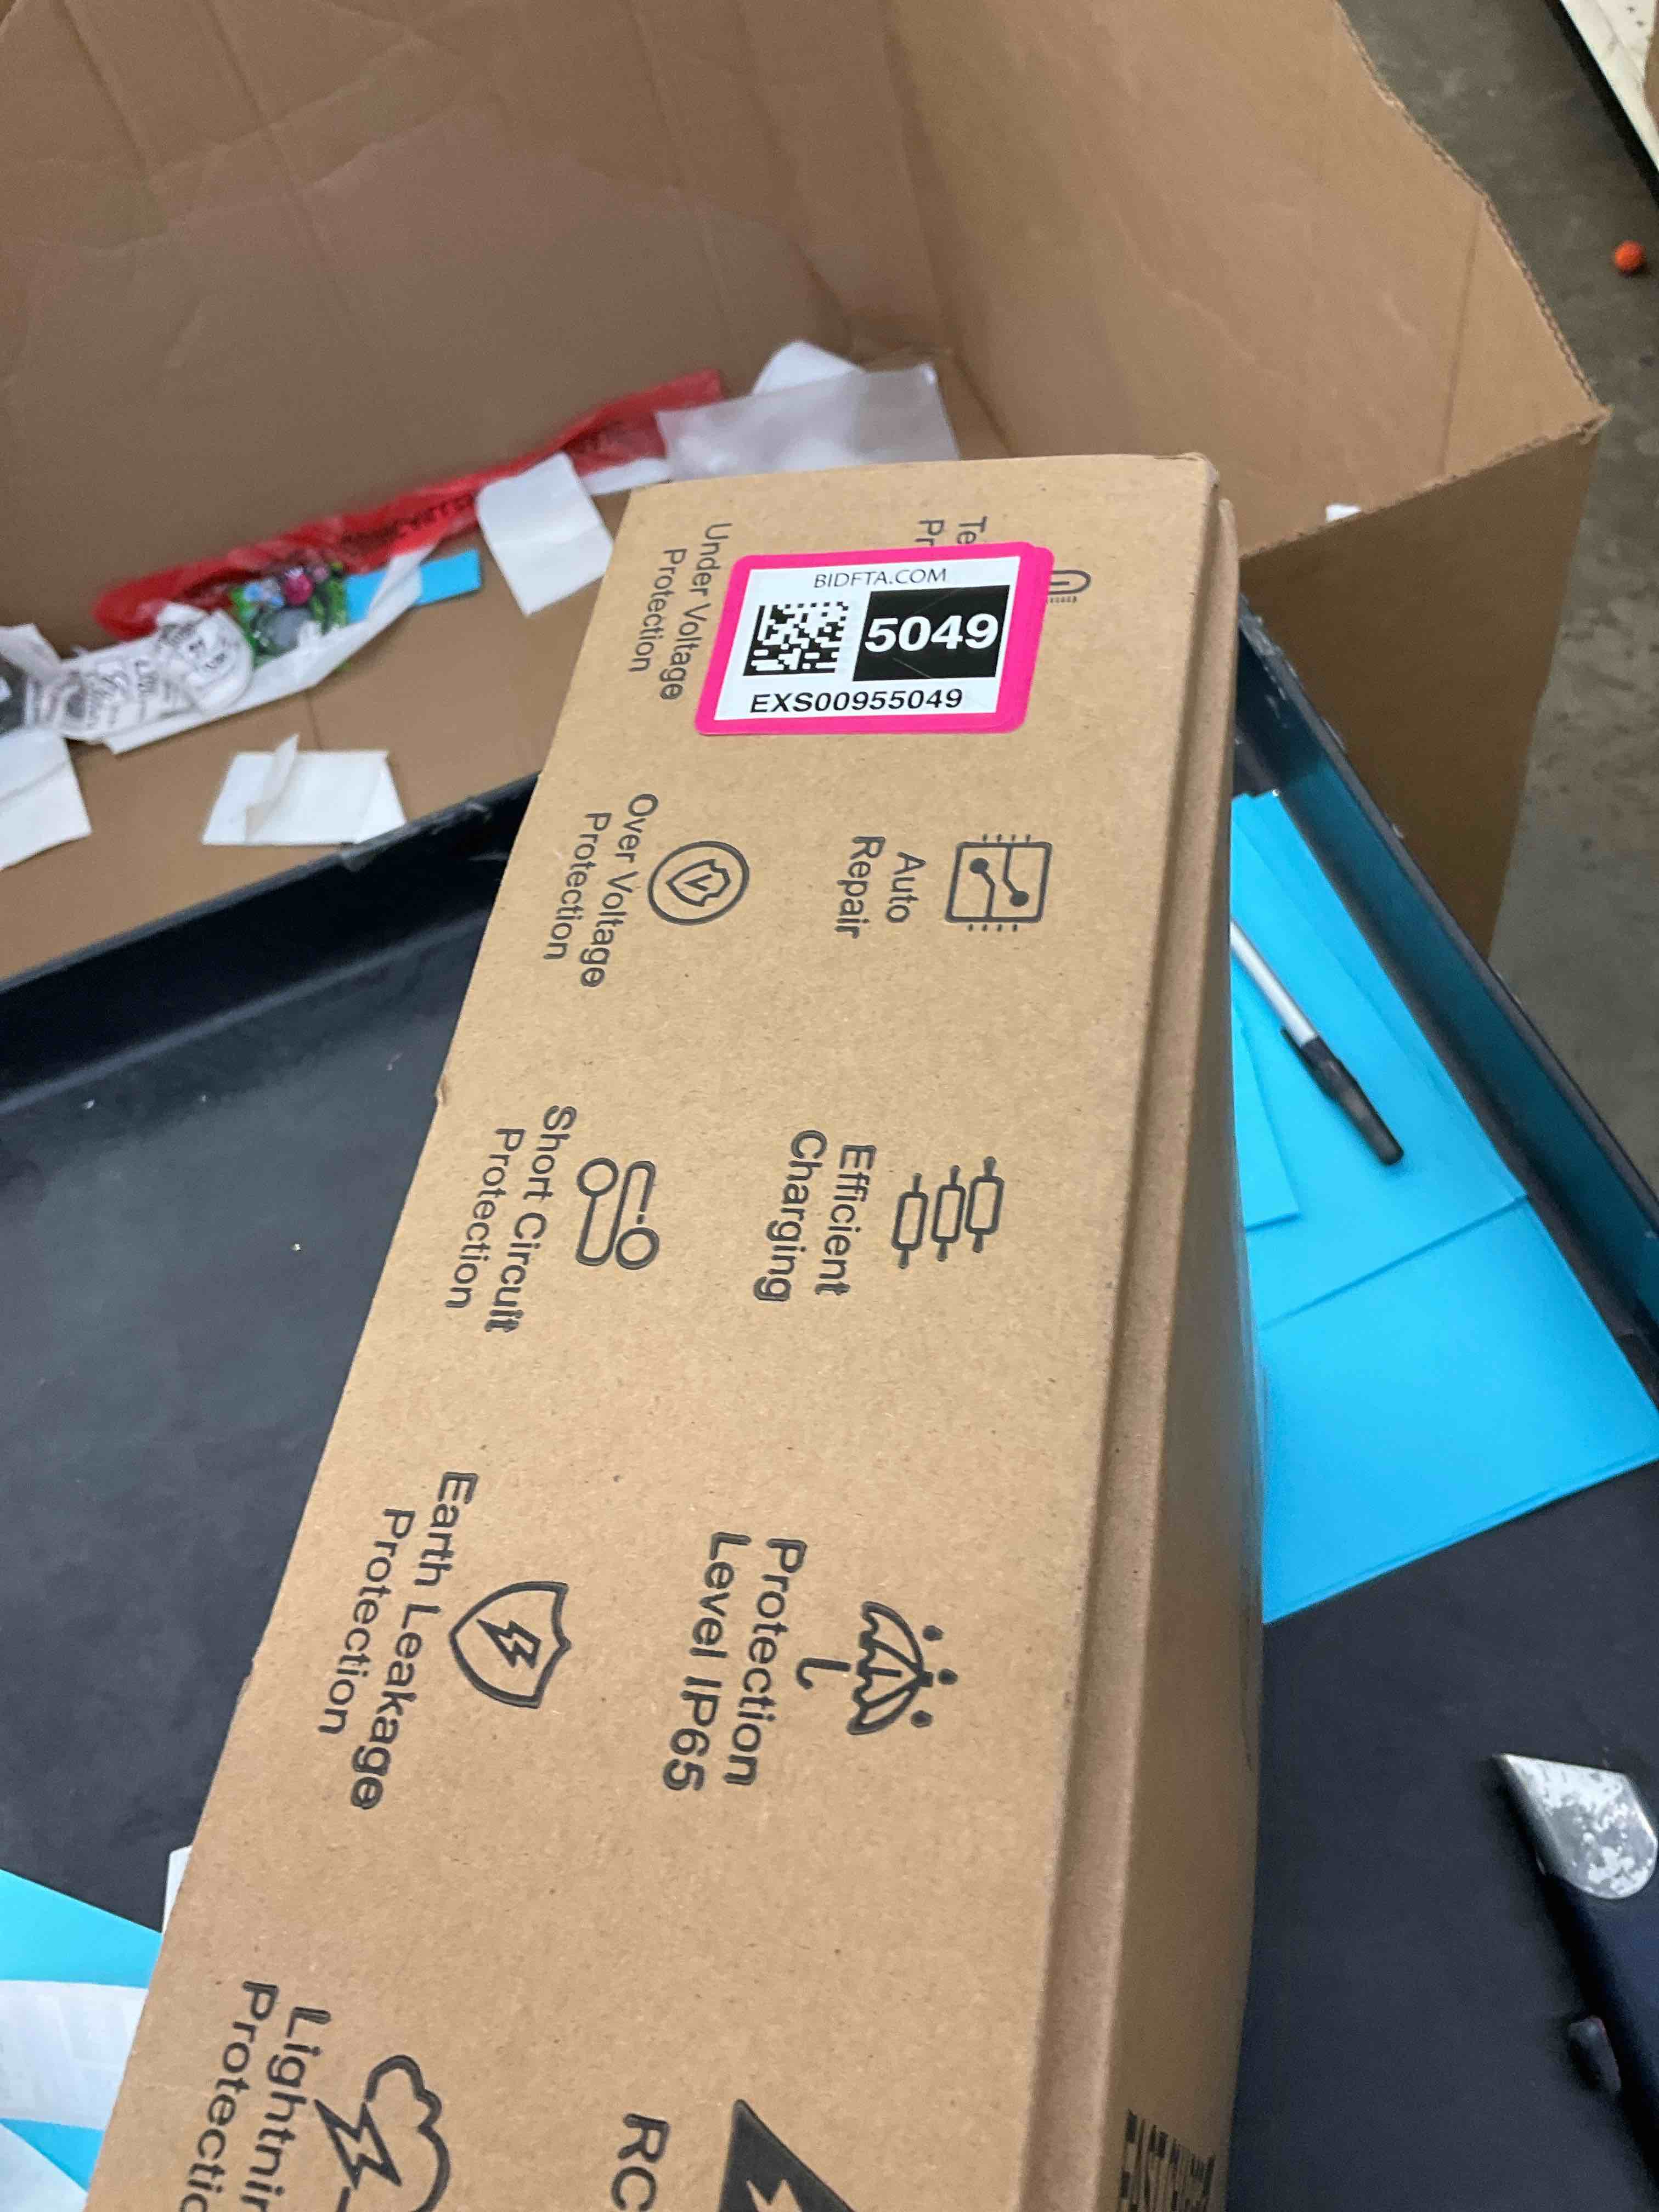 BIDFTA.COM
5049
EXS00955049
Under Voltage
Protection
Auto
Repair
Over Voltage
Protection
Efficient
Charging
Short Circuit
Protection
Protection
Level IP65
Earth Leakage
Protection